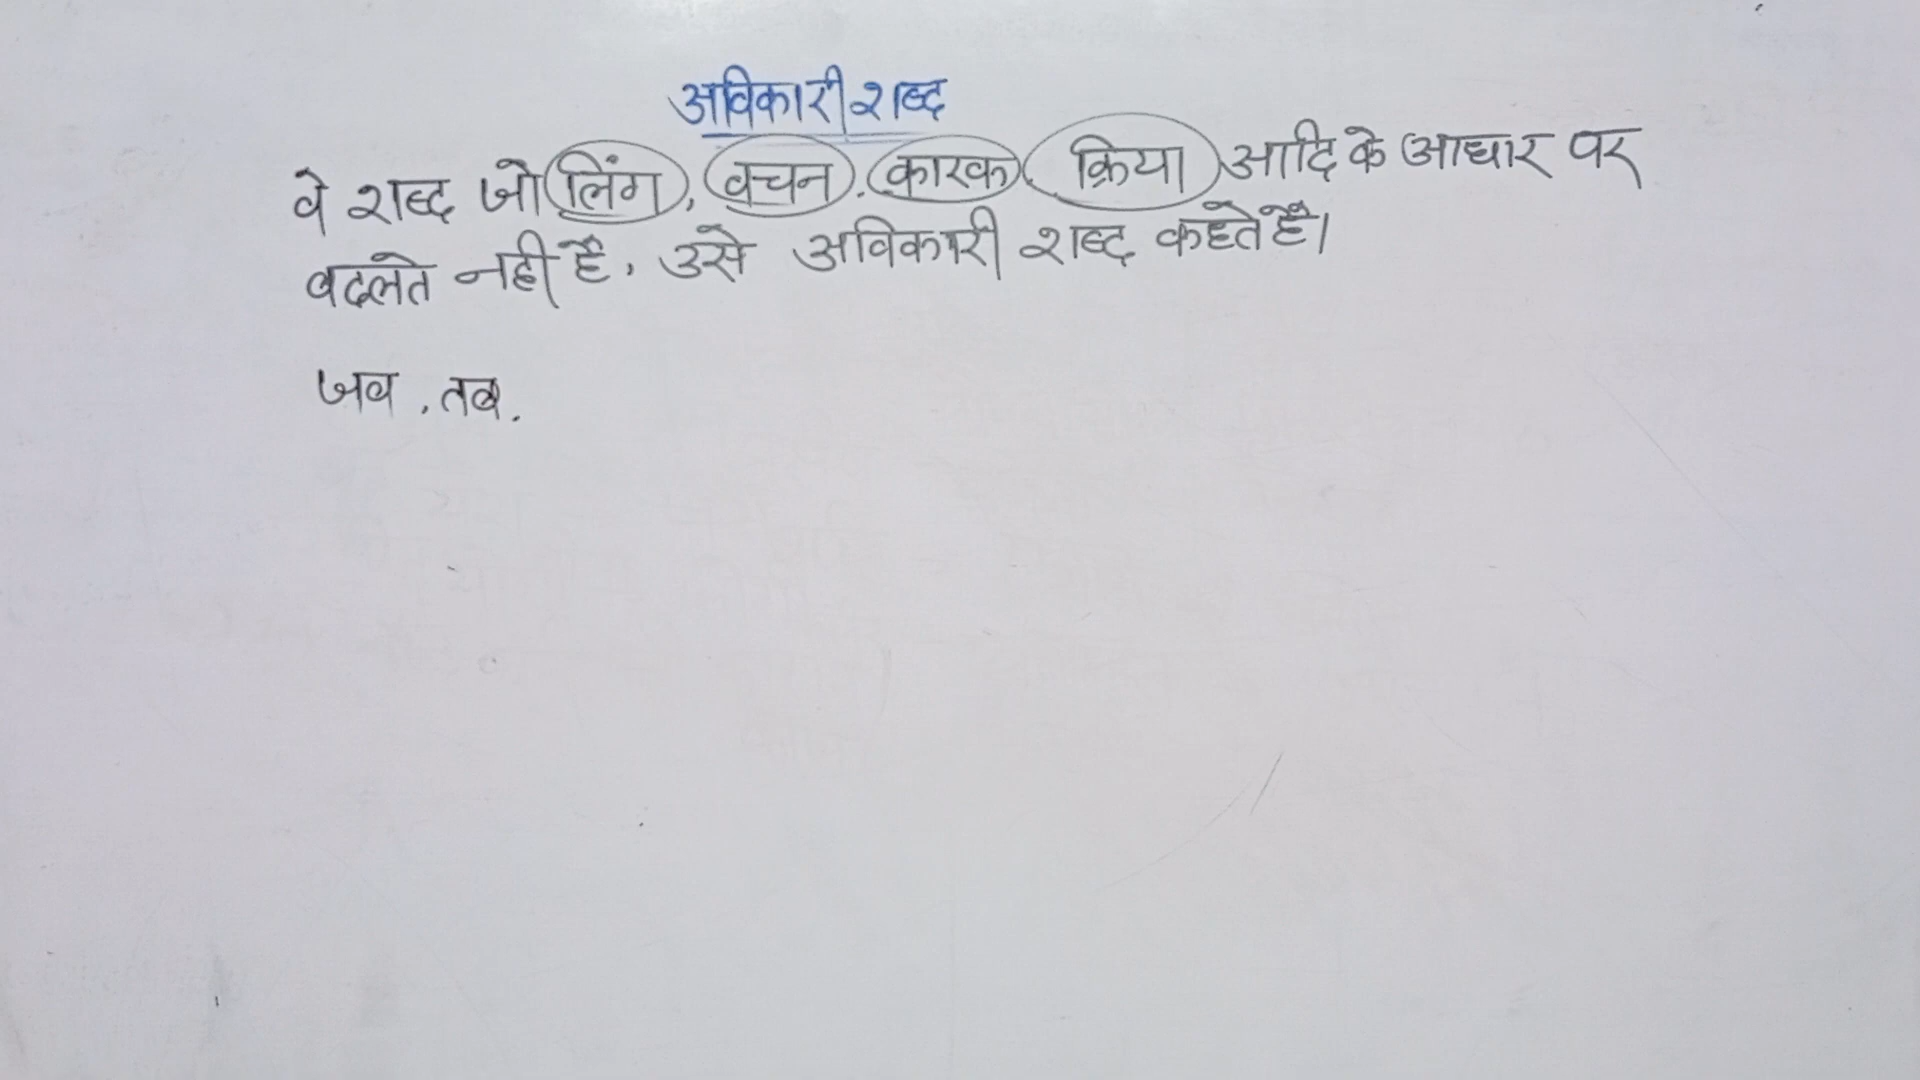 अविकारी शब्द
वे शब्द जो लिंग, वचन, कारक, क्रिया आदि के आधार पर
बदलते नही है, उसे अविकारी शब्द कहते है।
जब, तब,